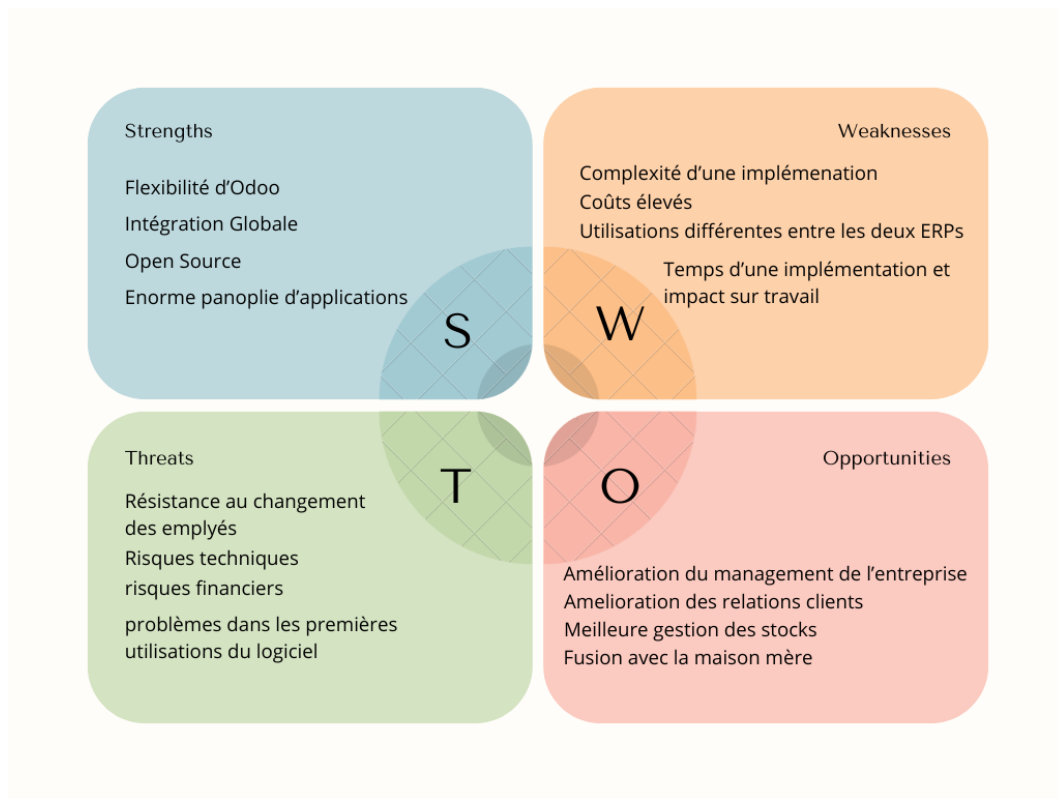 Strengths
Flexibilité d'Odoo
Intégration Globale
Open Source
Enorme panoplie d'applications
S
Weaknesses
Complexité d'une implémenation
Coûts élevés
Utilisations différentes entre les deux ERPs
Temps d'une implémentation et
impact sur travail
W
Threats
Résistance au changement
des emplyés
Risques techniques
risques financiers
problèmes dans les premières
utilisations du logiciel
T
Opportunities
O
Amélioration du management de l'entreprise
Amelioration des relations clients
Meilleure gestion des stocks
Fusion avec la maison mère